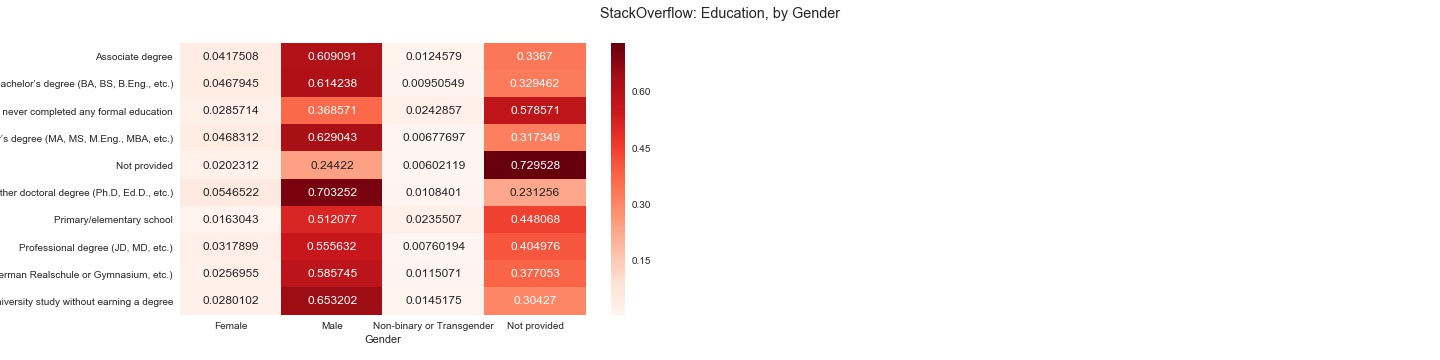 StackOverflow: Education, by Gender
Associate degree 0.0417508 0.609091 0.0124579 0.3367
achelor's degree (BA, BS, B.Eng., etc.) 0.0467945 0.614238 0.00950549 0.329462
never completed any formal education 0.0285714 0.368571 0.0242857 0.578571
's degree (MA, MS, M.Eng., MBA, etc.) 0.0468312 0.629043 0.00677697 0.317349
Not provided 0.0202312 0.24422 0.00602119 0.729528
ther doctoral degree (Ph.D, Ed.D., etc.) 0.0546522 0.703252 0.0108401 0.231256
Primary/elementary school 0.0163043 0.512077 0.0235507 0.448068
Professional degree (JD, MD, etc.) 0.0317899 0.555632 0.00760194 0.404976
erman Realschule or Gymnasium, etc.) 0.0256955 0.585745 0.0115071 0.377053
niversity study without earning a degree 0.0280102 0.653202 0.0145175 0.30427
0.60
0.45
0.30
0.15
Female Male Non-binary or Transgender Not provided
Gender